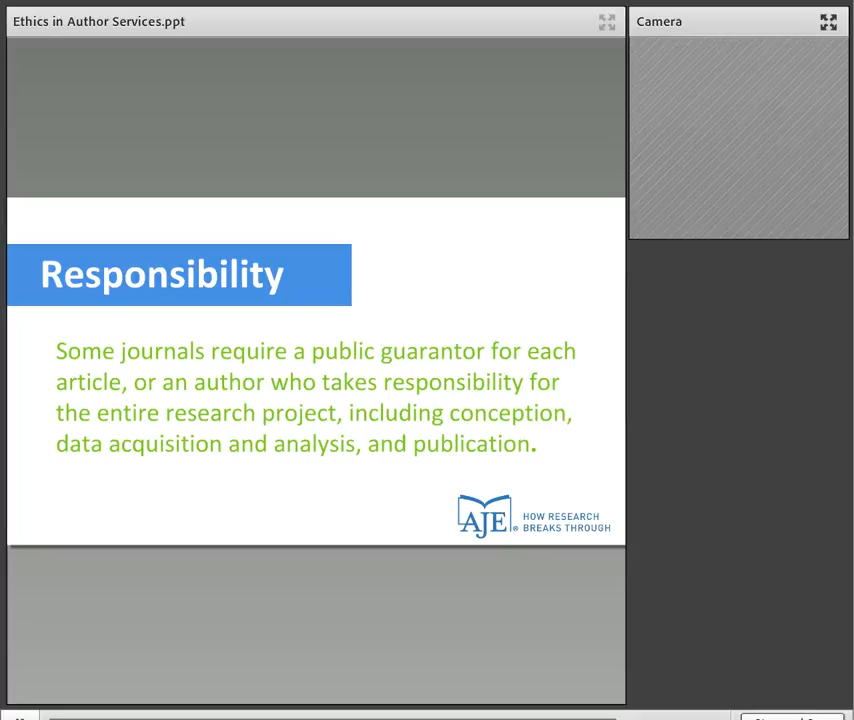 Ethics in Author Services.ppt
Camera
Responsibility
Some journals require a public guarantor for each
article, or an author who takes responsibility for
the entire research project, including conception,
data acquisition and analysis, and publication.
AJE®
HOW RESEARCH
BREAKS THROUGH